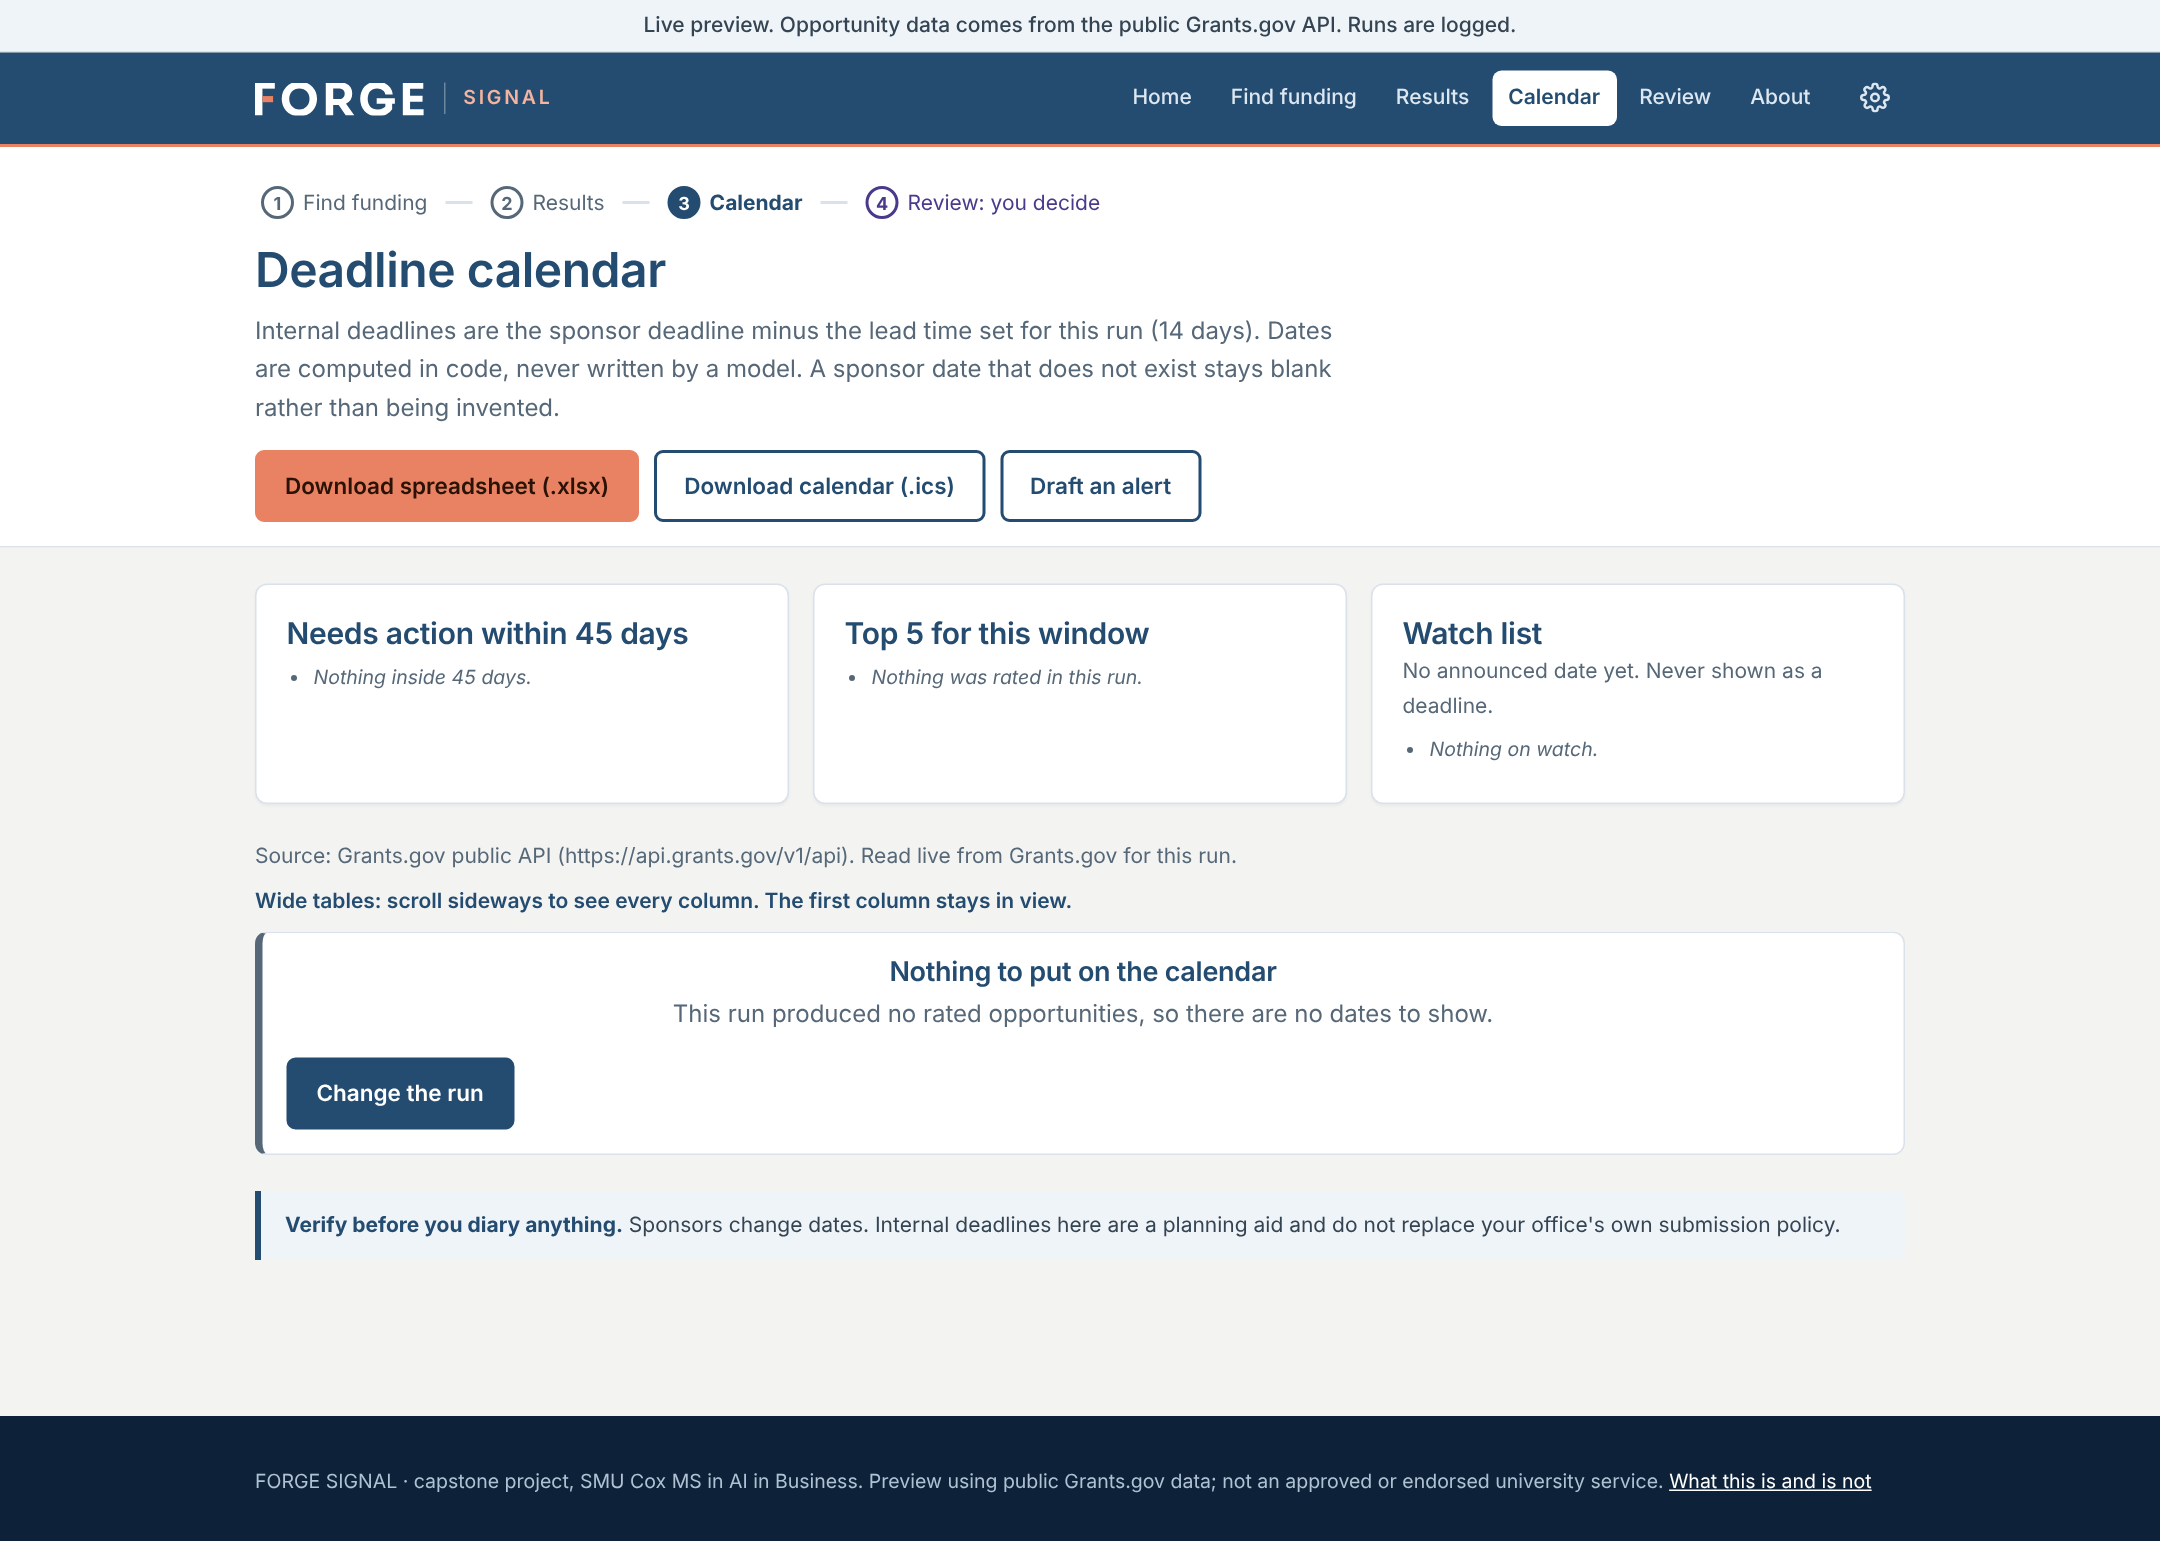 Live preview. Opportunity data comes from the public Grants.gov API. Runs are logged.
FORGE | SIGNAL
Home Find funding Results Calendar Review About
1 Find funding — 2 Results — 3 Calendar — 4 Review: you decide
Deadline calendar
Internal deadlines are the sponsor deadline minus the lead time set for this run (14 days). Dates
are computed in code, never written by a model. A sponsor date that does not exist stays blank
rather than being invented.
Download spreadsheet (.xlsx) Download calendar (.ics) Draft an alert
Needs action within 45 days
• Nothing inside 45 days.
Top 5 for this window
• Nothing was rated in this run.
Watch list
No announced date yet. Never shown as a
deadline.
• Nothing on watch.
Source: Grants.gov public API (https://api.grants.gov/v1/api). Read live from Grants.gov for this run.
Wide tables: scroll sideways to see every column. The first column stays in view.
Nothing to put on the calendar
This run produced no rated opportunities, so there are no dates to show.
Change the run
Verify before you diary anything. Sponsors change dates. Internal deadlines here are a planning aid and do not replace your office's own submission policy.
FORGE SIGNAL · capstone project, SMU Cox MS in AI in Business. Preview using public Grants.gov data; not an approved or endorsed university service. What this is and is not